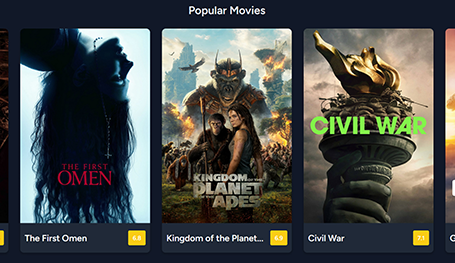 Popular Movies
THE FIRST
OMEN
KINGDOM OF THE
PLANET
OF THE
APES
CIVIL WAR
The First Omen
6.8
Kingdom of the Planet...
6.9
Civil War
7.1
G